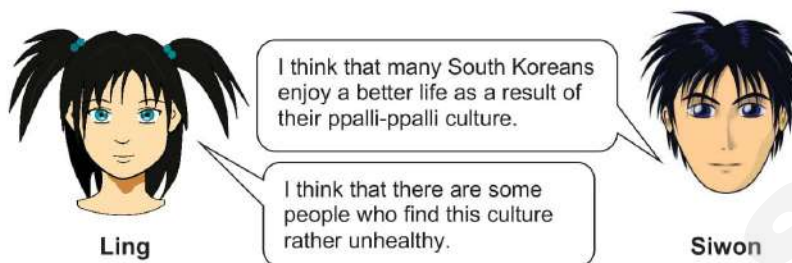 I think that many South Koreans
enjoy a better life as a result of
their ppalli-ppalli culture.
I think that there are some
people who find this culture
rather unhealthy.
Ling
Siwon